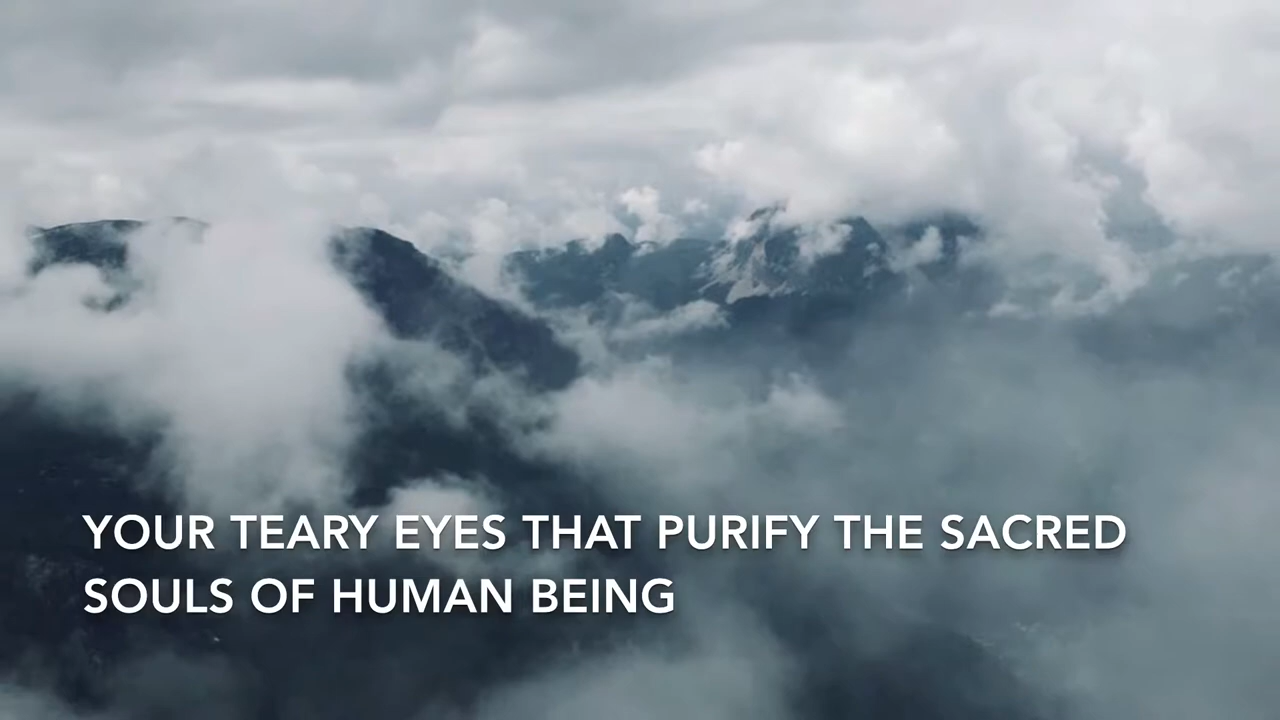 YOUR TEARY EYES THAT PURIFY THE SACRED
SOULS OF HUMAN BEING